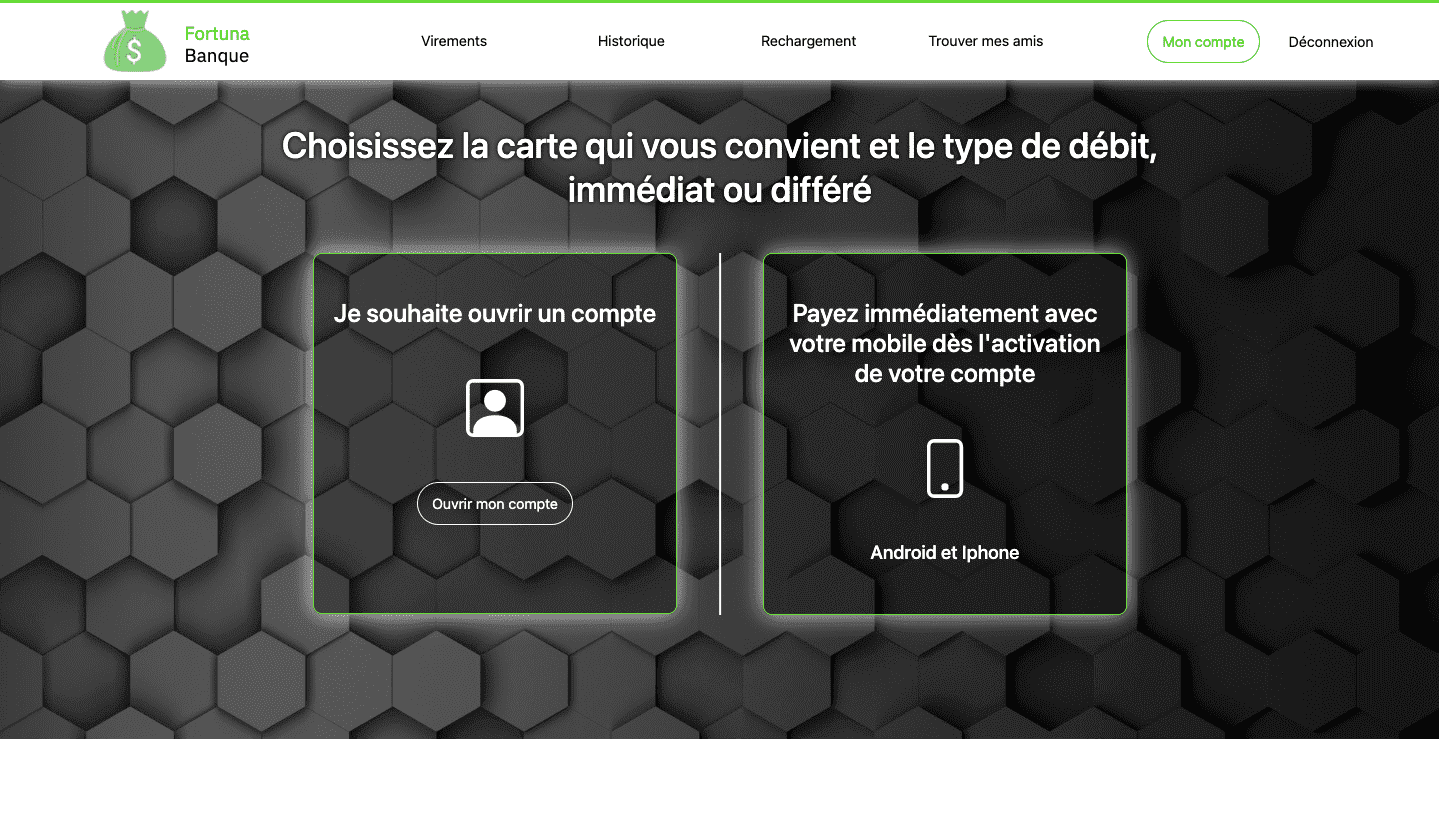 Fortuna
Banque
Virements
Historique
Rechargement
Trouver mes amis
Mon compte
Déconnexion
Choisissez la carte qui vous convient et le type de débit,
immédiat ou différé
Je souhaite ouvrir un compte
Ouvrir mon compte
Payez immédiatement avec
votre mobile dès l'activation
de votre compte
Android et Iphone